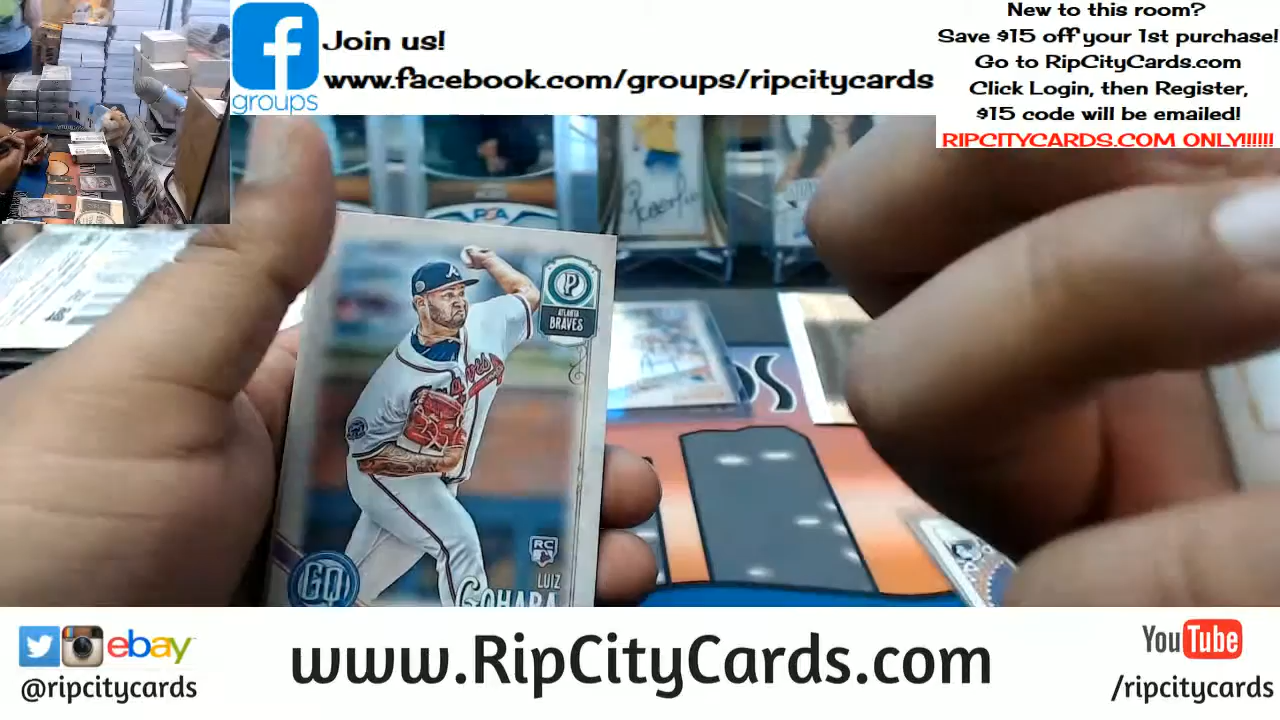 groups
Join us!
www.facebook.com/groups/ripcitycards
New to this room?
Save $15 off your 1st purchase!
Go to RipCityCards.com
Click Login, then Register,
$15 code will be emailed!
RIPCITYCARDS.COM ONLY!!!!!!
PSA
P
ATLANTA
BRAVES
RC
LUIZ
GOHARA
GQ
ebay
@ripcitycards
www.RipCityCards.com
YouTube
/ripcitycards